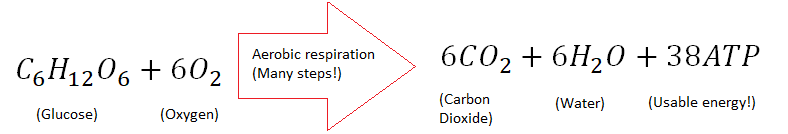 C₆H₁₂O₆ + 6O₂
Aerobic respiration
(Many steps!)
6CO₂ + 6H₂O + 38ATP
(Glucose)
(Oxygen)
(Carbon
Dioxide)
(Water)
(Usable energy!)